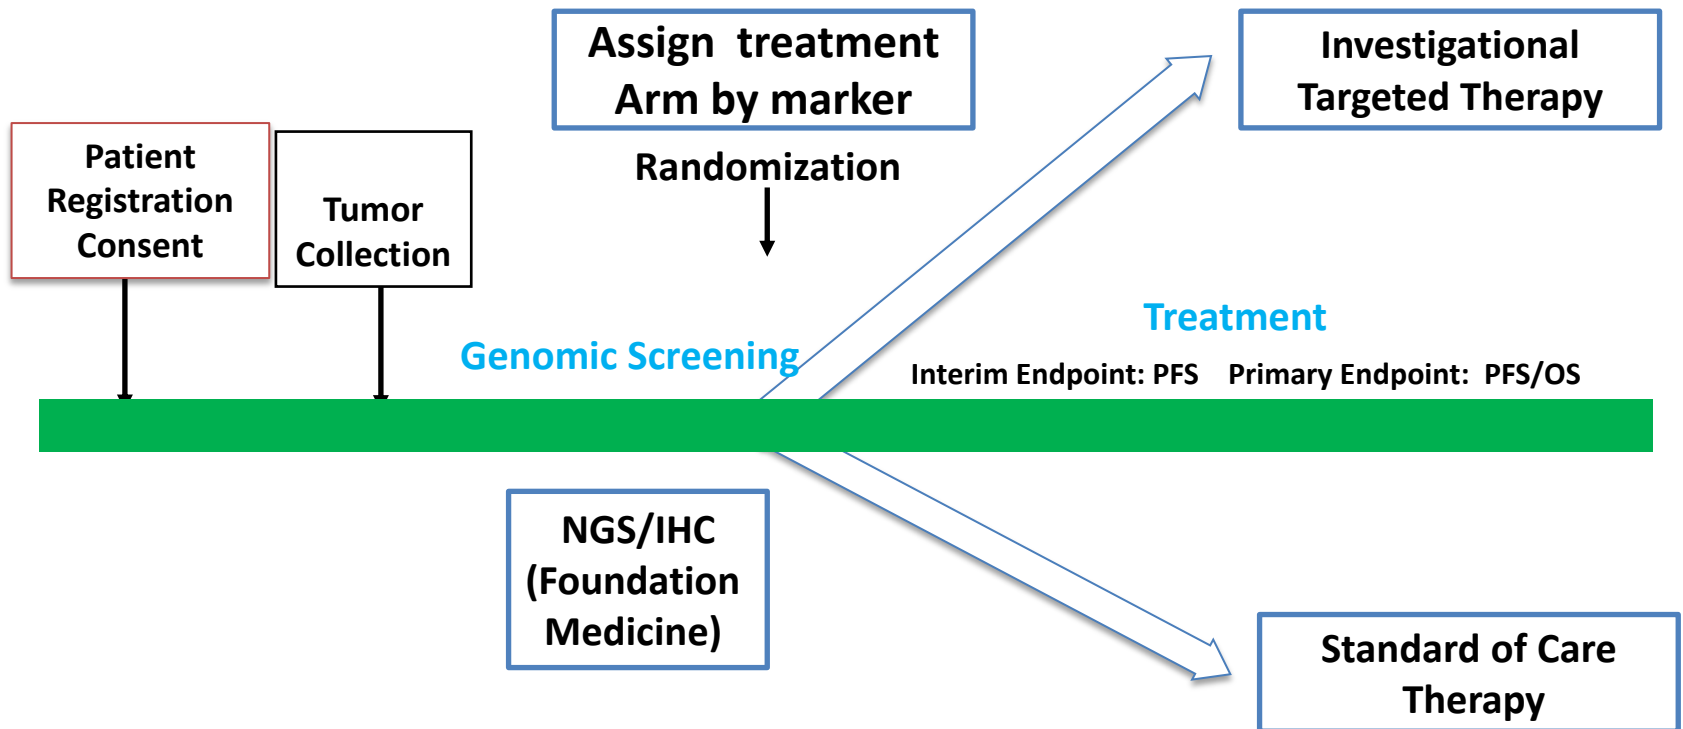 Assign treatment
Arm by marker
Randomization
Investigational
Targeted Therapy
Patient
Registration
Consent
Tumor
Collection
Genomic Screening
Treatment
Interim Endpoint: PFS Primary Endpoint: PFS/OS
NGS/IHC
(Foundation
Medicine)
Standard of Care
Therapy